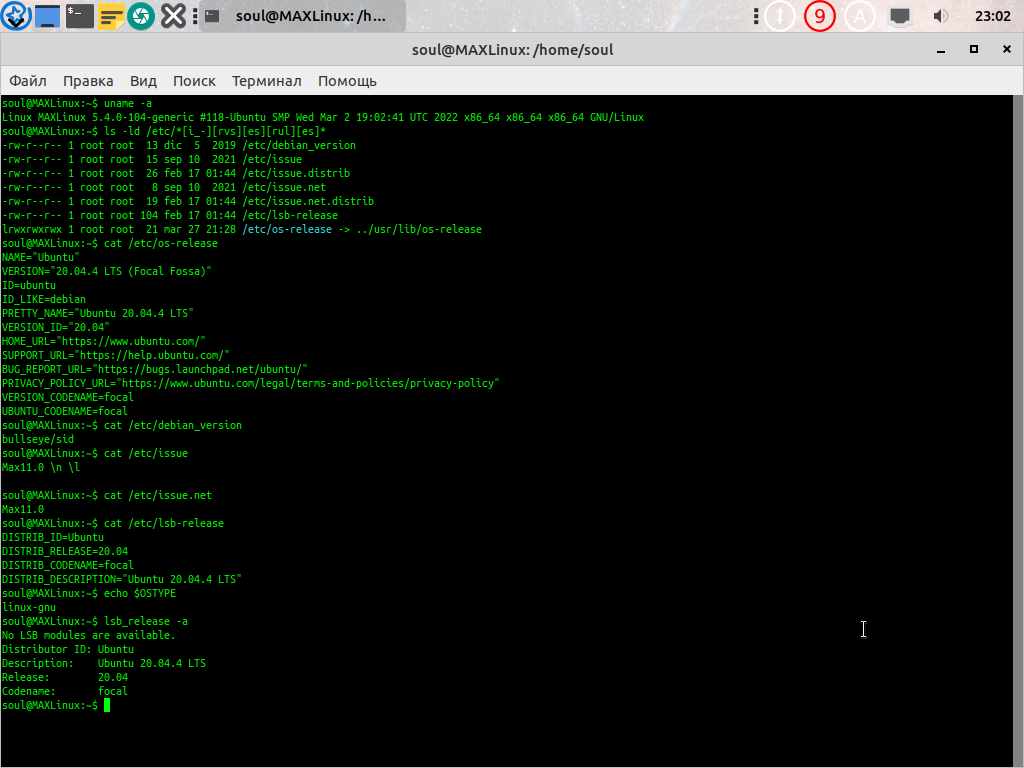 soul@MAXLinux: /h...
9
A
23:02
soul@MAXLinux: /home/soul
Файл Правка Вид Поиск Терминал Помощь
soul@MAXLinux:~$ uname -a
Linux MAXLinux 5.4.0-104-generic #118-Ubuntu SMP Wed Mar 2 19:02:41 UTC 2022 x86_64 x86_64 x86_64 GNU/Linux
soul@MAXLinux:~$ ls -ld /etc/*[i_-][rvs][es][rul][es]*
-rw-r--r-- 1 root root  13 dic  5  2019 /etc/debian_version
-rw-r--r-- 1 root root  15 sep 10  2021 /etc/issue
-rw-r--r-- 1 root root  26 feb 17 01:44 /etc/issue.distrib
-rw-r--r-- 1 root root   8 sep 10  2021 /etc/issue.net
-rw-r--r-- 1 root root  19 feb 17 01:44 /etc/issue.net.distrib
-rw-r--r-- 1 root root 104 feb 17 01:44 /etc/lsb-release
lrwxrwxrwx 1 root root  21 mar 27 21:28 /etc/os-release -> ../usr/lib/os-release
soul@MAXLinux:~$ cat /etc/os-release
NAME="Ubuntu"
VERSION="20.04.4 LTS (Focal Fossa)"
ID=ubuntu
ID_LIKE=debian
PRETTY_NAME="Ubuntu 20.04.4 LTS"
VERSION_ID="20.04"
HOME_URL="https://www.ubuntu.com/"
SUPPORT_URL="https://help.ubuntu.com/"
BUG_REPORT_URL="https://bugs.launchpad.net/ubuntu/"
PRIVACY_POLICY_URL="https://www.ubuntu.com/legal/terms-and-policies/privacy-policy"
VERSION_CODENAME=focal
UBUNTU_CODENAME=focal
soul@MAXLinux:~$ cat /etc/debian_version
bullseye/sid
soul@MAXLinux:~$ cat /etc/issue
Max11.0 \n \l
soul@MAXLinux:~$ cat /etc/issue.net
Max11.0
soul@MAXLinux:~$ cat /etc/lsb-release
DISTRIB_ID=Ubuntu
DISTRIB_RELEASE=20.04
DISTRIB_CODENAME=focal
DISTRIB_DESCRIPTION="Ubuntu 20.04.4 LTS"
soul@MAXLinux:~$ echo $OSTYPE
linux-gnu
soul@MAXLinux:~$ lsb_release -a
No LSB modules are available.
Distributor ID: Ubuntu
Description:    Ubuntu 20.04.4 LTS
Release:        20.04
Codename:       focal
soul@MAXLinux:~$